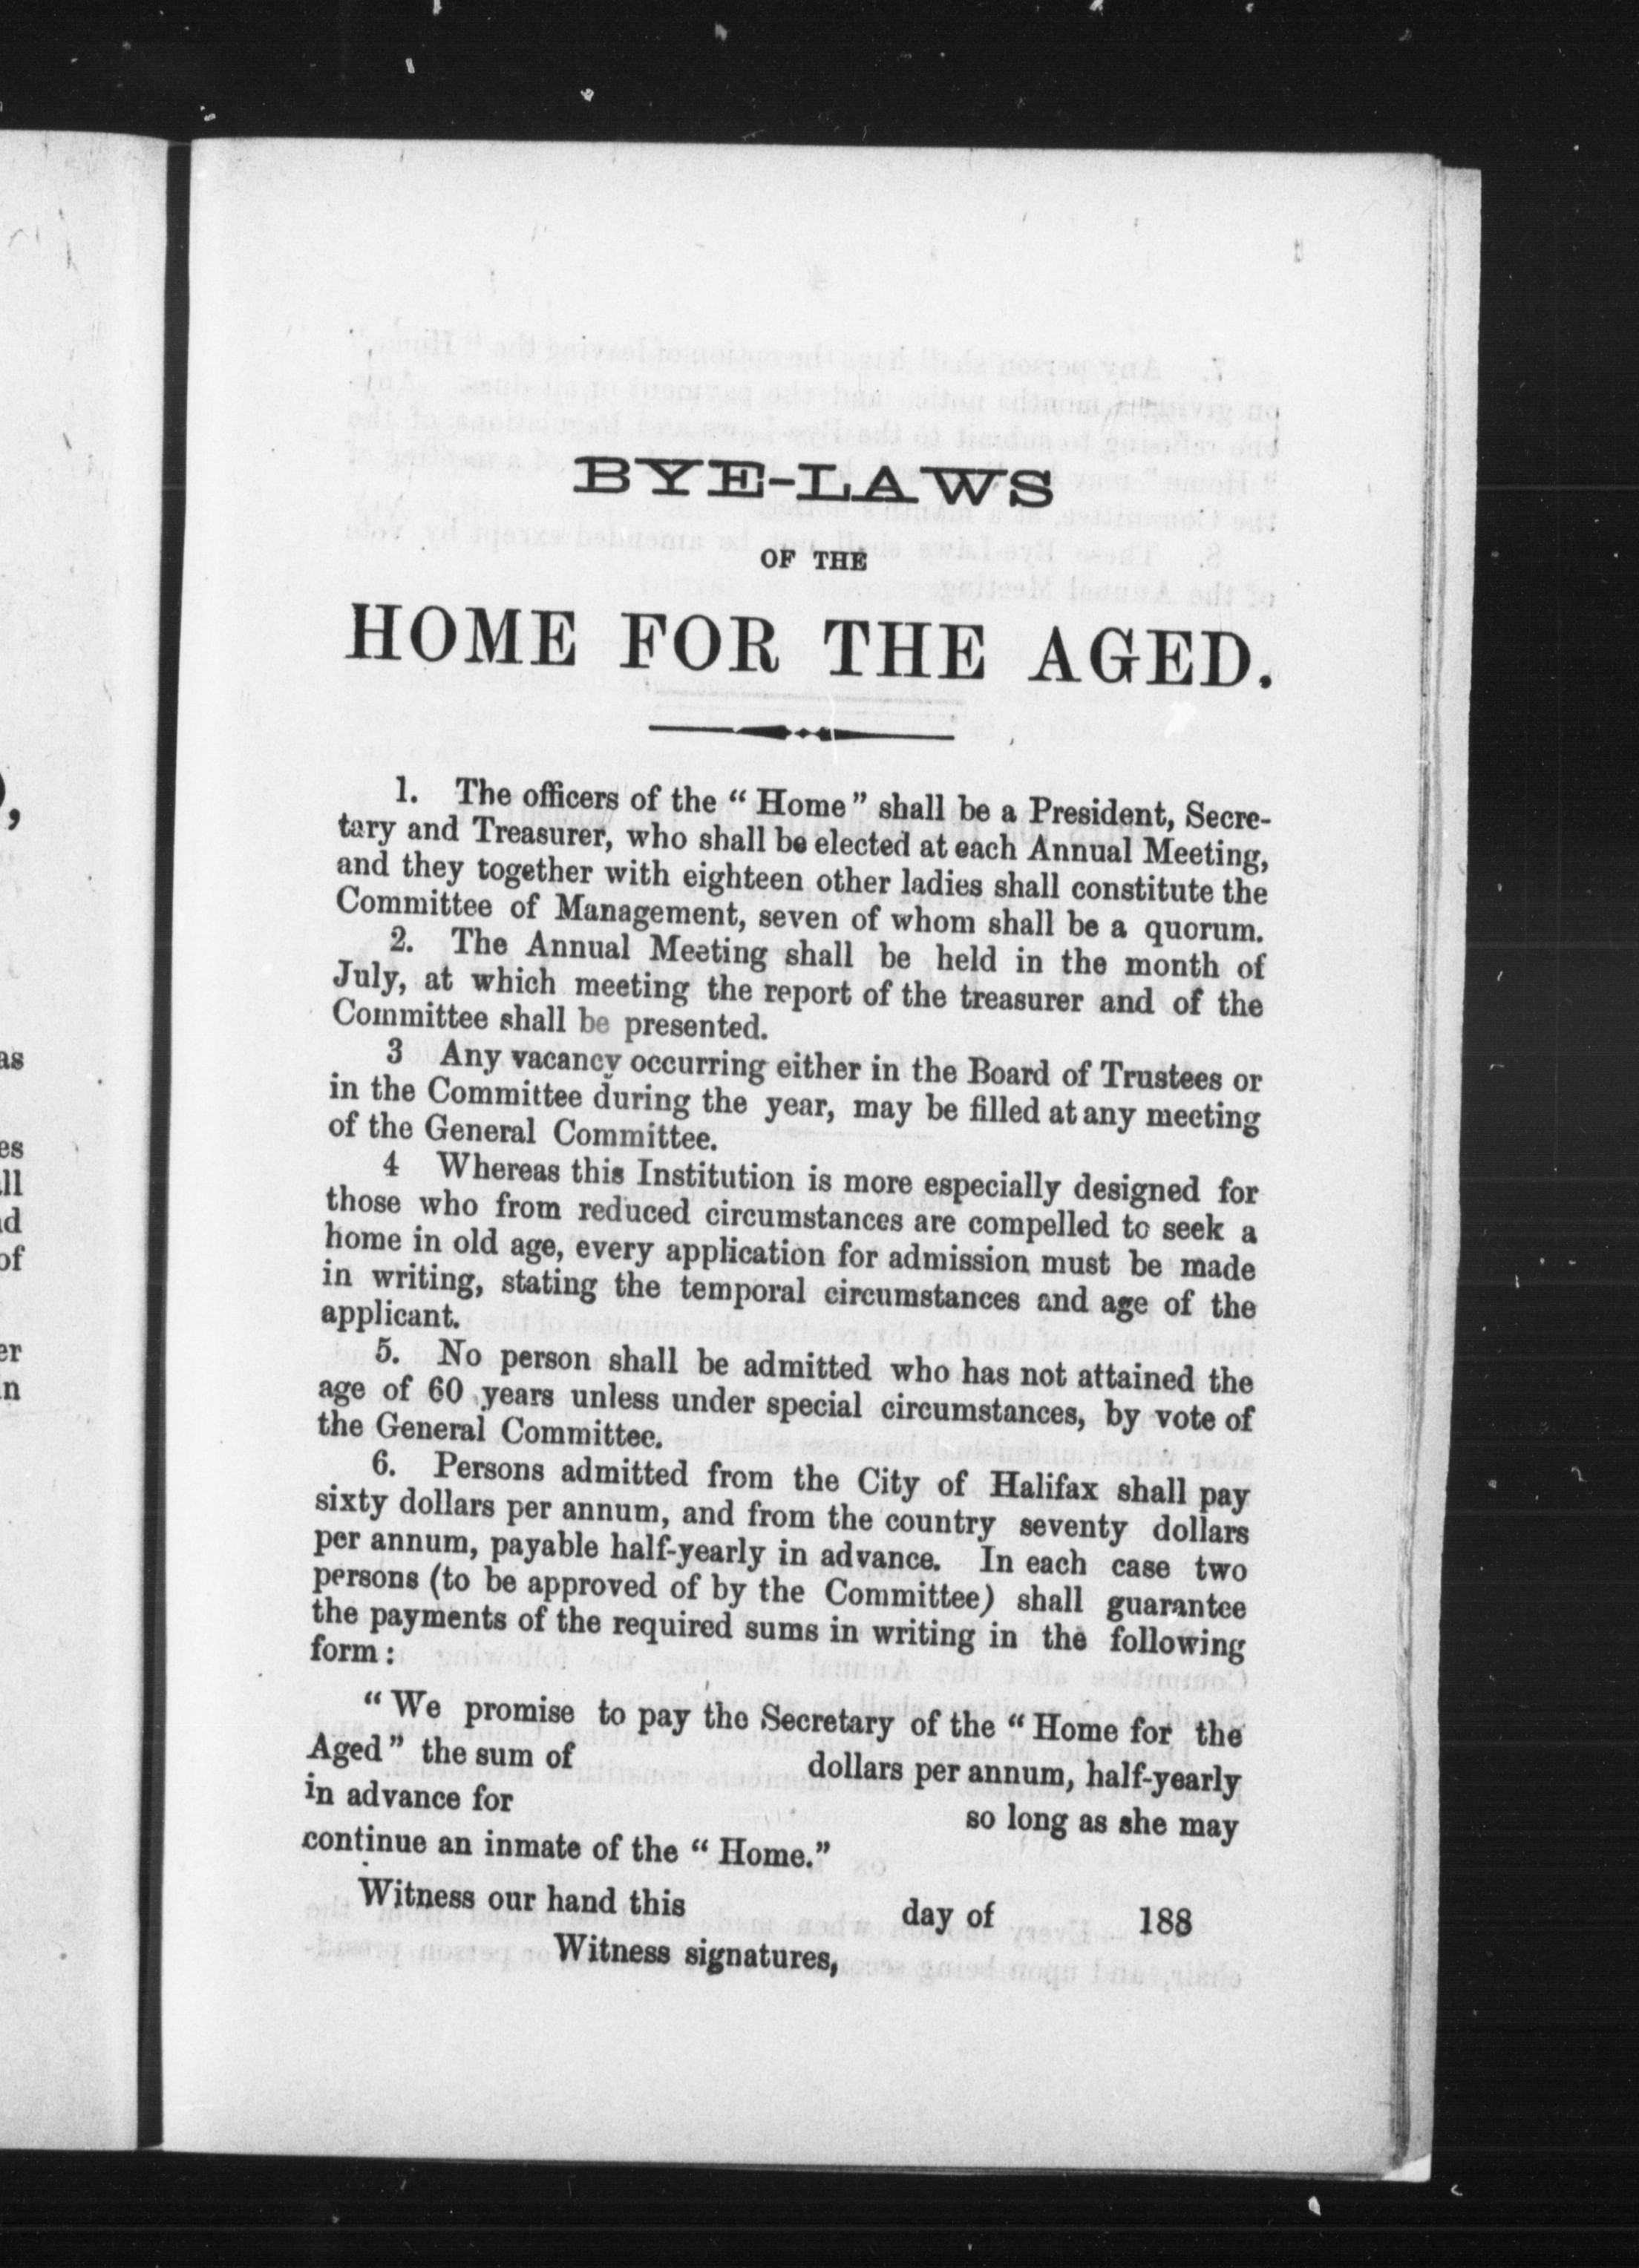 BYE-LAWS
OF THE
HOME FOR THE AGED.
1. The officers of the “ Home ” shall be a President, Secre-
tary and Treasurer, who shall be elected at each Annual Meeting,
and they together with eighteen other ladies shall constitute the
Committee of Management, seven of whom shall be a quorum.
2. The Annual Meeting shall be held in the month of
July, at which meeting the report of the treasurer and of the
Committee shall be presented.
3 Any vacancy occurring either in the Board of Trustees or
in the Committee during the year, may be filled at any meeting
of the General Committee.
4 Whereas this Institution is more especially designed for
those who from reduced circumstances are compelled to seek a
home in old age, every application for admission must be made
in writing, stating the temporal circumstances and age of the
applicant.
5. No person shall be admitted who has not attained the
age of 60 years unless under special circumstances, by vote of
the General Committee.
6. Persons admitted from the City of Halifax shall pay
sixty dollars per annum, and from the country seventy dollars
per annum, payable half-yearly in advance. In each case two
persons (to be approved of by the Committee) shall guarantee
the payments of the required sums in writing in the following
form :
“ We promise to pay the Secretary of the “ Home for the
Aged ” the sum of dollars per annum, half-yearly
in advance for so long as she may
continue an inmate of the “ Home.”
Witness our hand this day of 188
Witness signatures,